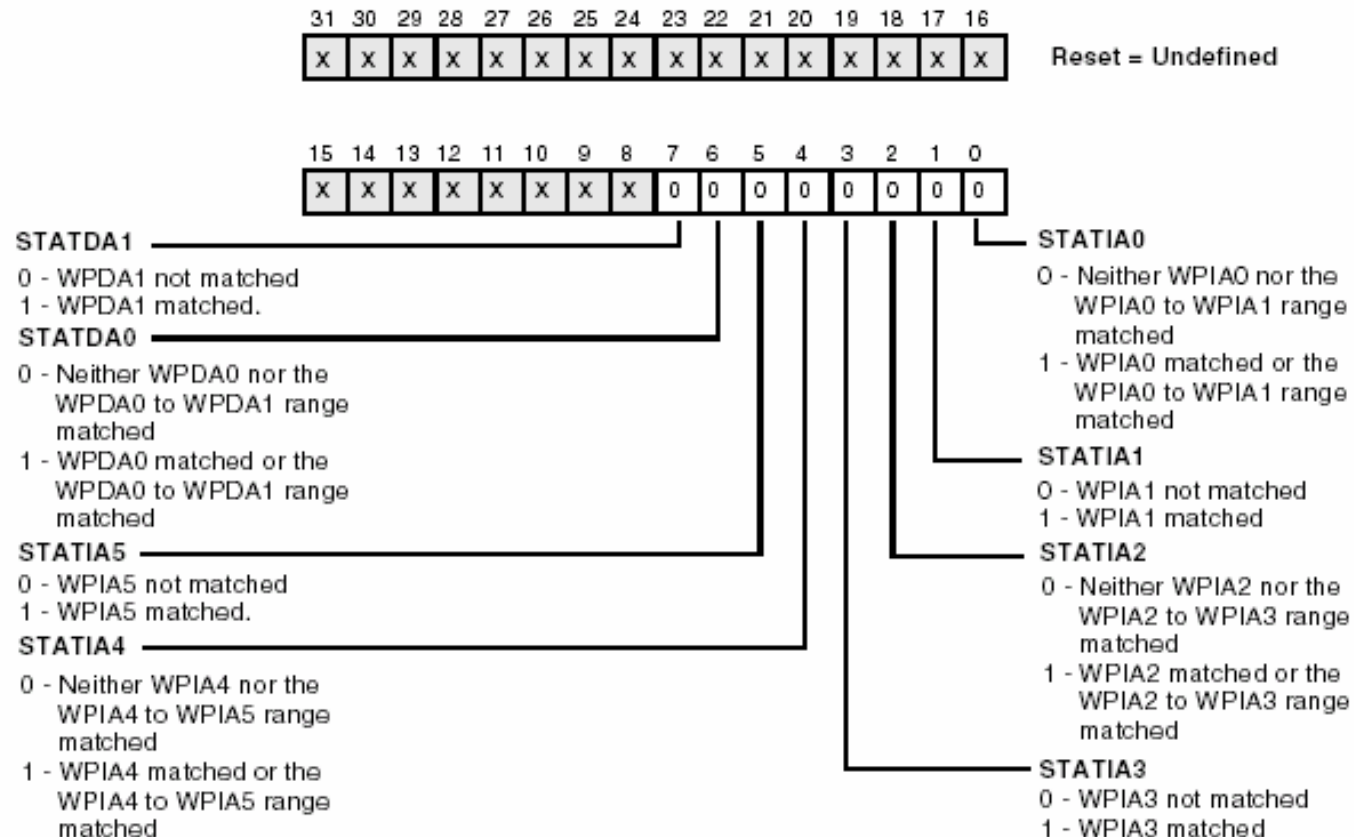 31 30 29 28 27 26 25 24 23 22 21 20 19 18 17 16
X X X X X X X X X X X X X X X X
Reset = Undefined
15 14 13 12 11 10 9 8 7 6 5 4 3 2 1 0
X X X X X X X X 0 0 0 0 0 0 0 0
STATDA1
0 - WPDA1 not matched
1 - WPDA1 matched.
STATDA0
0 - Neither WPDA0 nor the
WPDA0 to WPDA1 range
matched
1 - WPDA0 matched or the
WPDA0 to WPDA1 range
matched
STATIA5
0 - WPIA5 not matched
1 - WPIA5 matched.
STATIA4
0 - Neither WPIA4 nor the
WPIA4 to WPIA5 range
matched
1 - WPIA4 matched or the
WPIA4 to WPIA5 range
matched
STATIA0
0 - Neither WPIA0 nor the
WPIA0 to WPIA1 range
matched
1 - WPIA0 matched or the
WPIA0 to WPIA1 range
matched
STATIA1
0 - WPIA1 not matched
1 - WPIA1 matched
STATIA2
0 - Neither WPIA2 nor the
WPIA2 to WPIA3 range
matched
1 - WPIA2 matched or the
WPIA2 to WPIA3 range
matched
STATIA3
0 - WPIA3 not matched
1 - WPIA3 matched